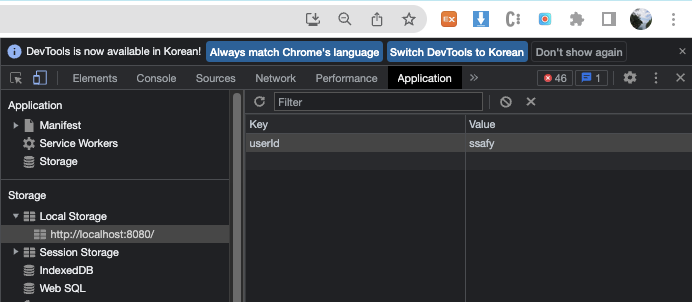 DevTools is now available in Korean! Always match Chrome's language Switch DevTools to Korean Don't show again
Elements Console Sources Network Performance Application 46 1
Application
Manifest
Service Workers
Storage
Storage
Local Storage
http://localhost:8080/
Session Storage
IndexedDB
Web SQL
Filter
Key Value
userId ssafy